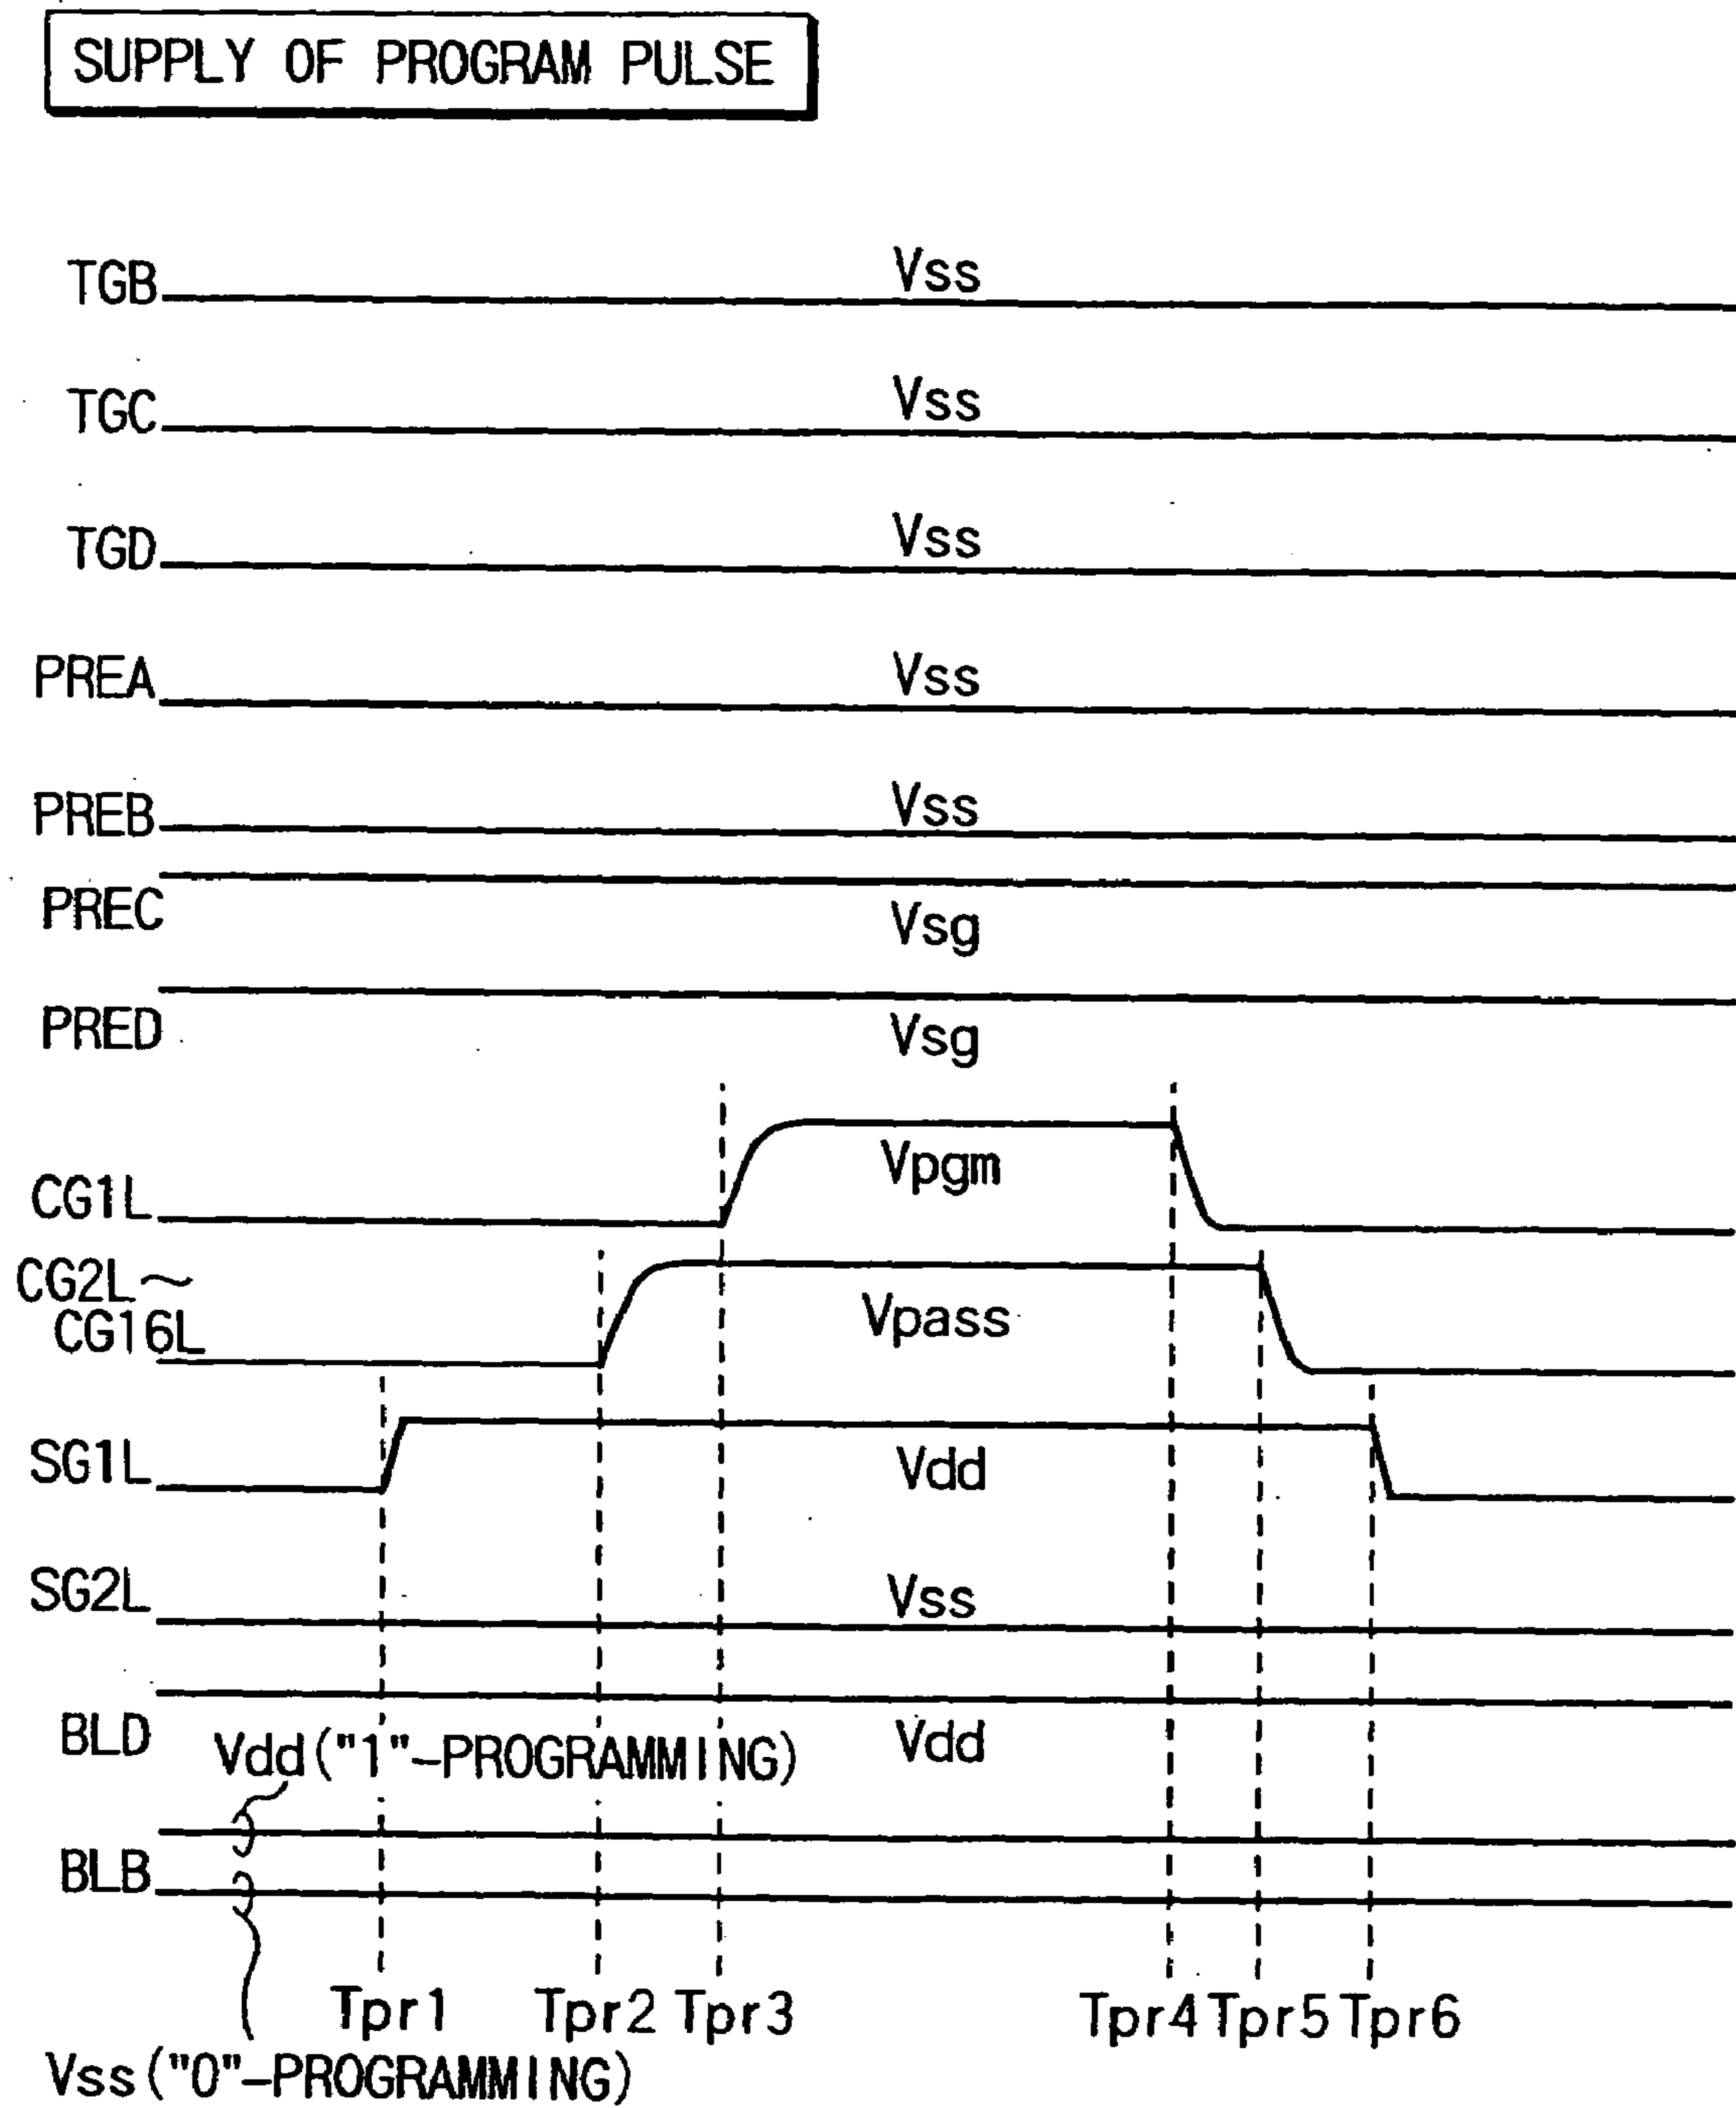 SUPPLY OF PROGRAM PULSE
TGB Vss
TGC Vss
TGD Vss
PREA Vss
PREB Vss
PREC Vsg
PRED Vsg
CG1L Vpgm
CG2L~
CG16L Vpass
SG1L Vdd
SG2L Vss
BLD Vdd
Vdd("1"-PROGRAMMING)
BLB
Tpr1 Tpr2 Tpr3 Tpr4 Tpr5 Tpr6
Vss("0"-PROGRAMMING)